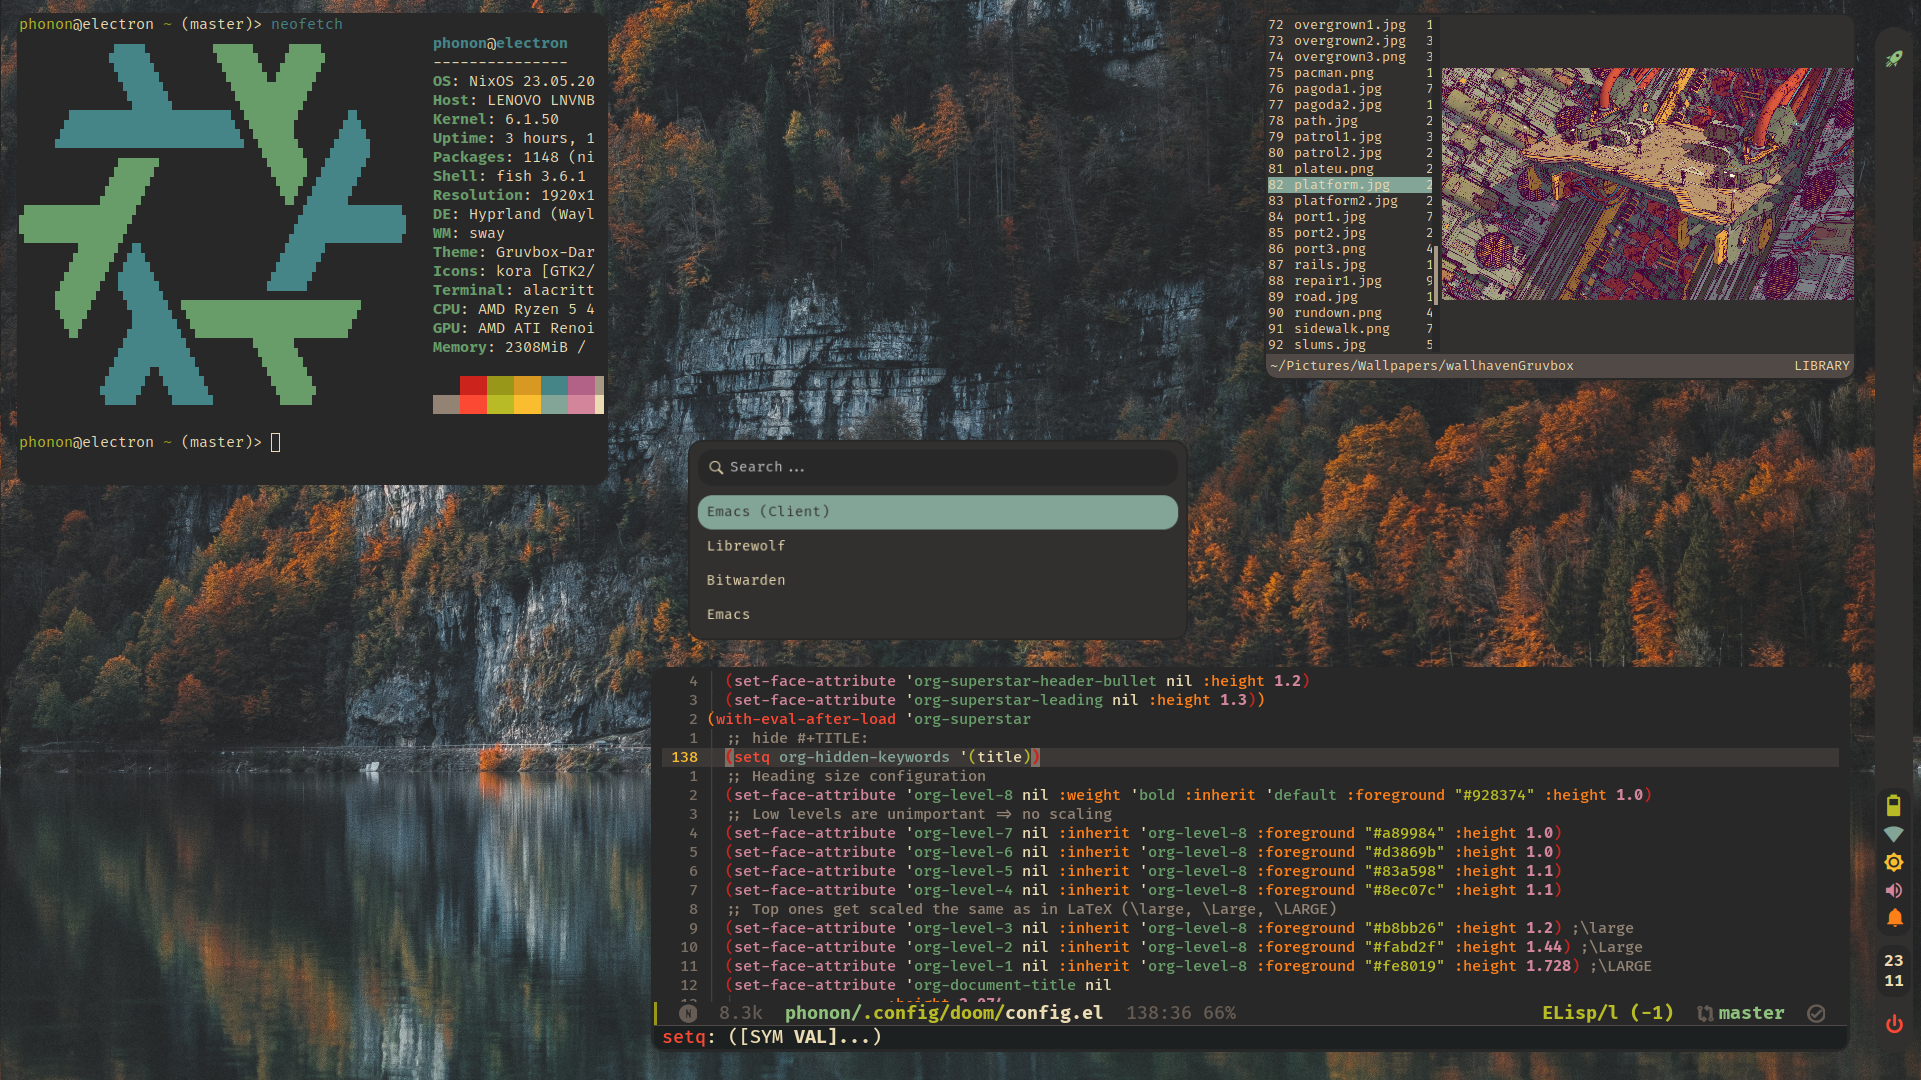 phonon@electron ~ (master)> neofetch
phonon@electron
---------------
OS: NixOS 23.05.20
Host: LENOVO LNVNB
Kernel: 6.1.50
Uptime: 3 hours, 1
Packages: 1148 (ni
Shell: fish 3.6.1
Resolution: 1920x1
DE: Hyprland (Wayl
WM: sway
Theme: Gruvbox-Dar
Icons: kora [GTK2/
Terminal: alacritt
CPU: AMD Ryzen 5 4
GPU: AMD ATI Renoi
Memory: 2308MiB /
phonon@electron ~ (master)>
72 overgrown1.jpg 1
73 overgrown2.jpg 3
74 overgrown3.png 3
75 pacman.png 1
76 pagoda1.jpg 7
77 pagoda2.jpg 1
78 path.jpg 2
79 patrol1.jpg 3
80 patrol2.jpg 2
81 plateu.png 2
82 platform.jpg 2
83 platform2.jpg 2
84 port1.jpg 7
85 port2.jpg 2
86 port3.png 4
87 rails.jpg 1
88 repair1.jpg 9
89 road.jpg 1
90 rundown.png 4
91 sidewalk.png 7
92 slums.jpg 5
~/Pictures/Wallpapers/wallhavenGruvbox LIBRARY
Search ...
Emacs (Client)
Librewolf
Bitwarden
Emacs
4 (set-face-attribute 'org-superstar-header-bullet nil :height 1.2)
3 (set-face-attribute 'org-superstar-leading nil :height 1.3))
2 (with-eval-after-load 'org-superstar
1 ;; hide #+TITLE:
138 (setq org-hidden-keywords '(title))
1 ;; Heading size configuration
2 (set-face-attribute 'org-level-8 nil :weight 'bold :inherit 'default :foreground "#928374" :height 1.0)
3 ;; Low levels are unimportant => no scaling
4 (set-face-attribute 'org-level-7 nil :inherit 'org-level-8 :foreground "#a89984" :height 1.0)
5 (set-face-attribute 'org-level-6 nil :inherit 'org-level-8 :foreground "#d3869b" :height 1.0)
6 (set-face-attribute 'org-level-5 nil :inherit 'org-level-8 :foreground "#83a598" :height 1.1)
7 (set-face-attribute 'org-level-4 nil :inherit 'org-level-8 :foreground "#8ec07c" :height 1.1)
8 ;; Top ones get scaled the same as in LaTeX (\large, \Large, \LARGE)
9 (set-face-attribute 'org-level-3 nil :inherit 'org-level-8 :foreground "#b8bb26" :height 1.2) ;\large
10 (set-face-attribute 'org-level-2 nil :inherit 'org-level-8 :foreground "#fabd2f" :height 1.44) ;\Large
11 (set-face-attribute 'org-level-1 nil :inherit 'org-level-8 :foreground "#fe8019" :height 1.728) ;\LARGE
12 (set-face-attribute 'org-document-title nil
N 8.3k phonon/.config/doom/config.el 138:36 66% ELisp/l (-1) master
setq: ([SYM VAL]...)
23
11